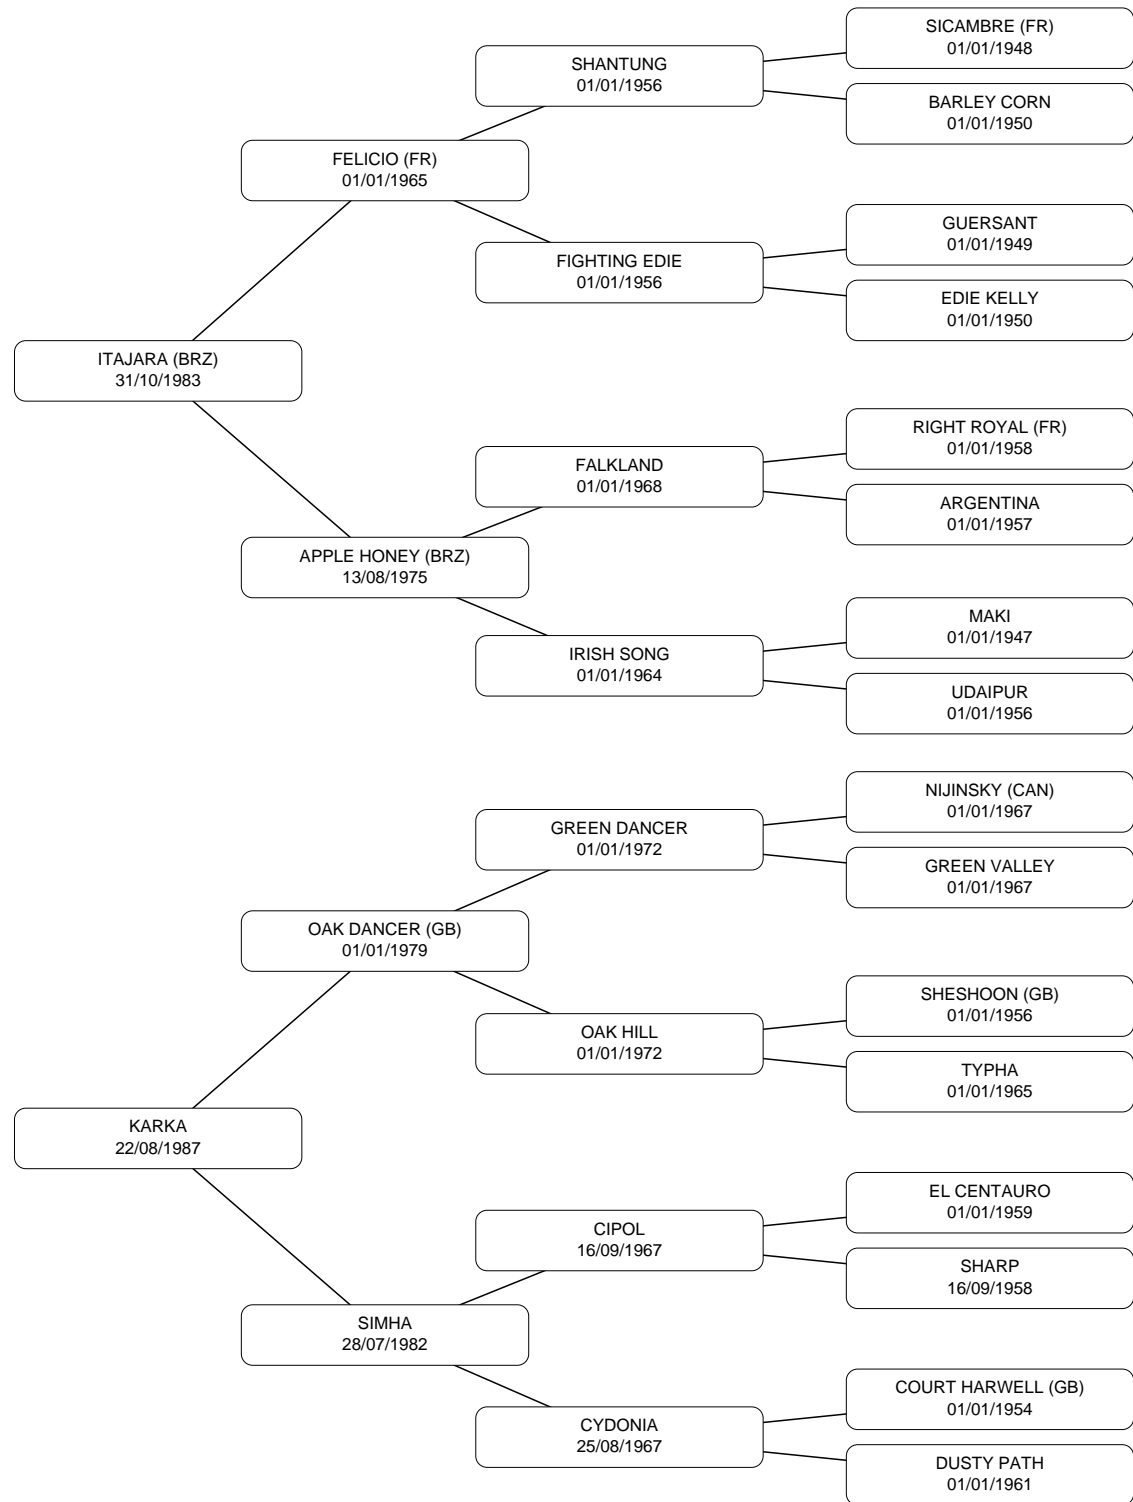 SICAMBRE (FR)
01/01/1948
SHANTUNG
01/01/1956
BARLEY CORN
01/01/1950
FELICIO (FR)
01/01/1965
GUERSANT
01/01/1949
FIGHTING EDIE
01/01/1956
EDIE KELLY
01/01/1950
ITAJARA (BRZ)
31/10/1983
RIGHT ROYAL (FR)
01/01/1958
FALKLAND
01/01/1968
ARGENTINA
01/01/1957
APPLE HONEY (BRZ)
13/08/1975
MAKI
01/01/1947
IRISH SONG
01/01/1964
UDAIPUR
01/01/1956
NIJINSKY (CAN)
01/01/1967
GREEN DANCER
01/01/1972
GREEN VALLEY
01/01/1967
OAK DANCER (GB)
01/01/1979
SHESHOON (GB)
01/01/1956
OAK HILL
01/01/1972
TYPHA
01/01/1965
KARKA
22/08/1987
EL CENTAURO
01/01/1959
CIPOL
16/09/1967
SHARP
16/09/1958
SIMHA
28/07/1982
COURT HARWELL (GB)
01/01/1954
CYDONIA
25/08/1967
DUSTY PATH
01/01/1961